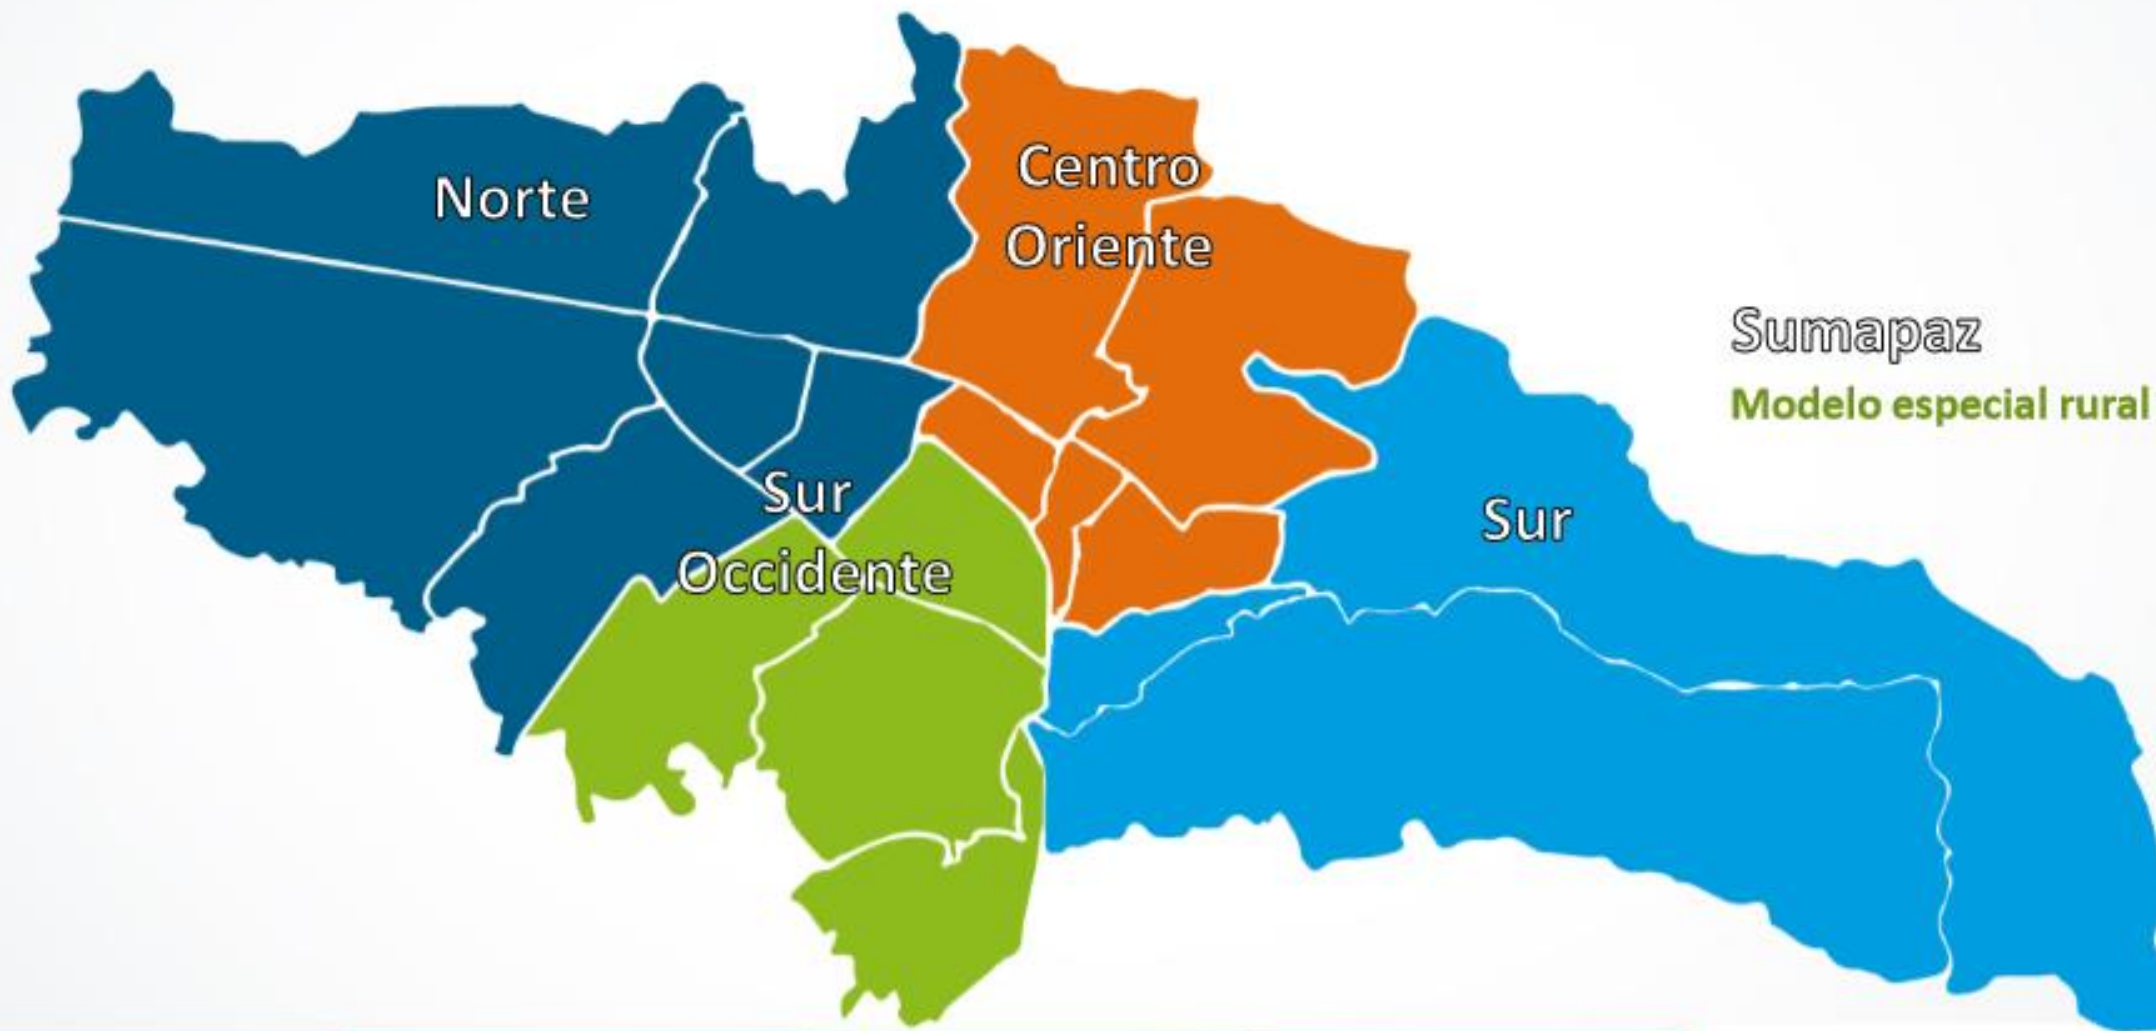 Norte
Centro
Oriente
Sumapaz
Modelo especial rural
Sur
Occidente
Sur